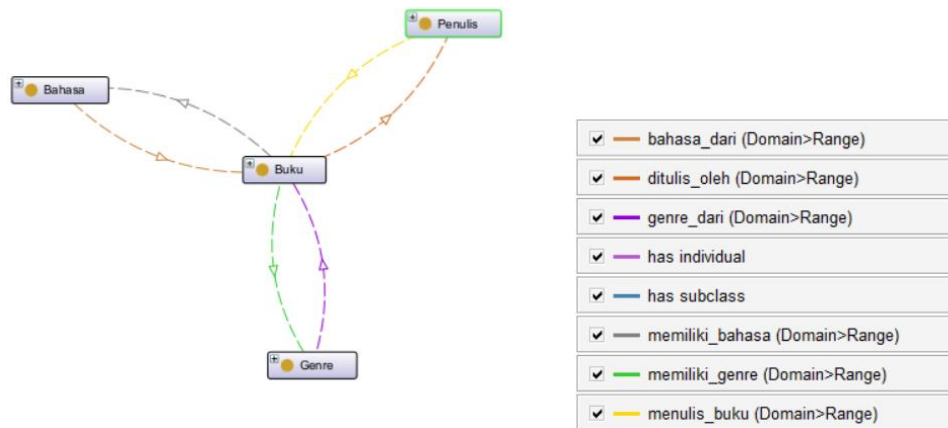 Penulis
Bahasa
Buku
Genre
bahasa_dari (Domain>Range)
ditulis_oleh (Domain>Range)
genre_dari (Domain>Range)
has individual
has subclass
memiliki_bahasa (Domain>Range)
memiliki_genre (Domain>Range)
menulis_buku (Domain>Range)